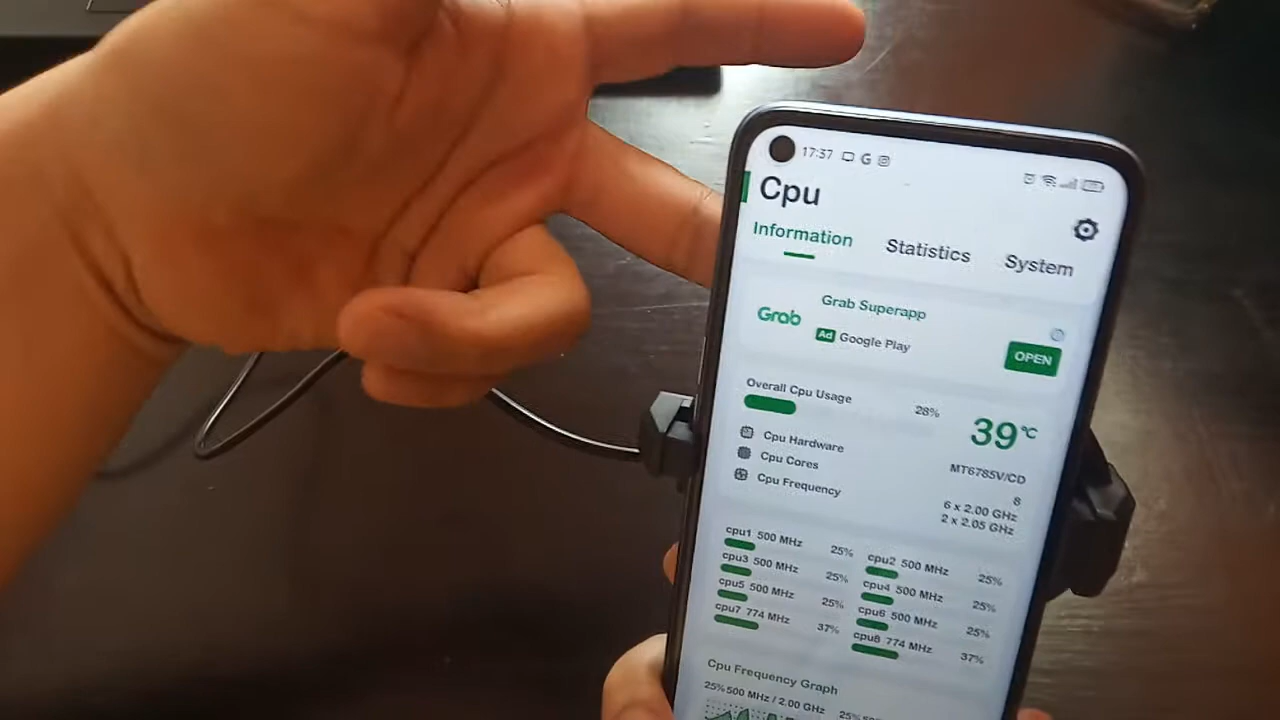 17:37 G
Cpu
Information Statistics System
Grab Grab Superapp
Ad Google Play
OPEN
Overall Cpu Usage 28%
39°C
Cpu Hardware MT6785V/CD
Cpu Cores 8
Cpu Frequency 6 x 2.00 GHz
2 x 2.05 GHz
cpu1 500 MHz 25% cpu2 500 MHz 25%
cpu3 500 MHz 25% cpu4 500 MHz 25%
cpu5 500 MHz 25% cpu6 500 MHz 25%
cpu7 774 MHz 37% cpu8 774 MHz 37%
Cpu Frequency Graph
25% 500 MHz / 2.00 GHz 25%